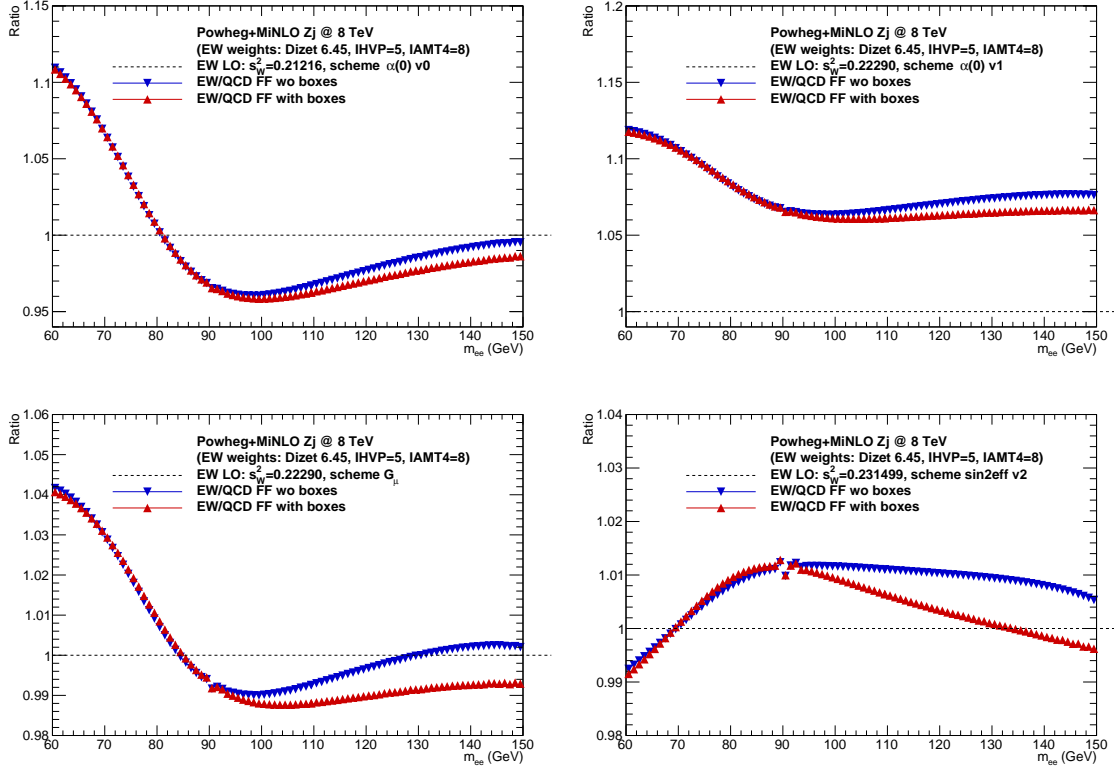 Ratio
1.15
1.1
1.05
1
0.95
60 70 80 90 100 110 120 130 140 150
m_ee (GeV)
Powheg+MiNLO Zj @ 8 TeV
(EW weights: Dizet 6.45, IHVP=5, IAMT4=8)
EW LO: s²_W=0.21216, scheme α(0) v0
EW/QCD FF wo boxes
EW/QCD FF with boxes
Ratio
1.2
1.15
1.1
1.05
1
60 70 80 90 100 110 120 130 140 150
m_ee (GeV)
Powheg+MiNLO Zj @ 8 TeV
(EW weights: Dizet 6.45, IHVP=5, IAMT4=8)
EW LO: s²_W=0.22290, scheme α(0) v1
EW/QCD FF wo boxes
EW/QCD FF with boxes
Ratio
1.06
1.05
1.04
1.03
1.02
1.01
1
0.99
0.98
60 70 80 90 100 110 120 130 140 150
m_ee (GeV)
Powheg+MiNLO Zj @ 8 TeV
(EW weights: Dizet 6.45, IHVP=5, IAMT4=8)
EW LO: s²_W=0.22290, scheme G_μ
EW/QCD FF wo boxes
EW/QCD FF with boxes
Ratio
1.04
1.03
1.02
1.01
1
0.99
0.98
60 70 80 90 100 110 120 130 140 150
m_ee (GeV)
Powheg+MiNLO Zj @ 8 TeV
(EW weights: Dizet 6.45, IHVP=5, IAMT4=8)
EW LO: s²_W=0.231499, scheme sin2eff v2
EW/QCD FF wo boxes
EW/QCD FF with boxes